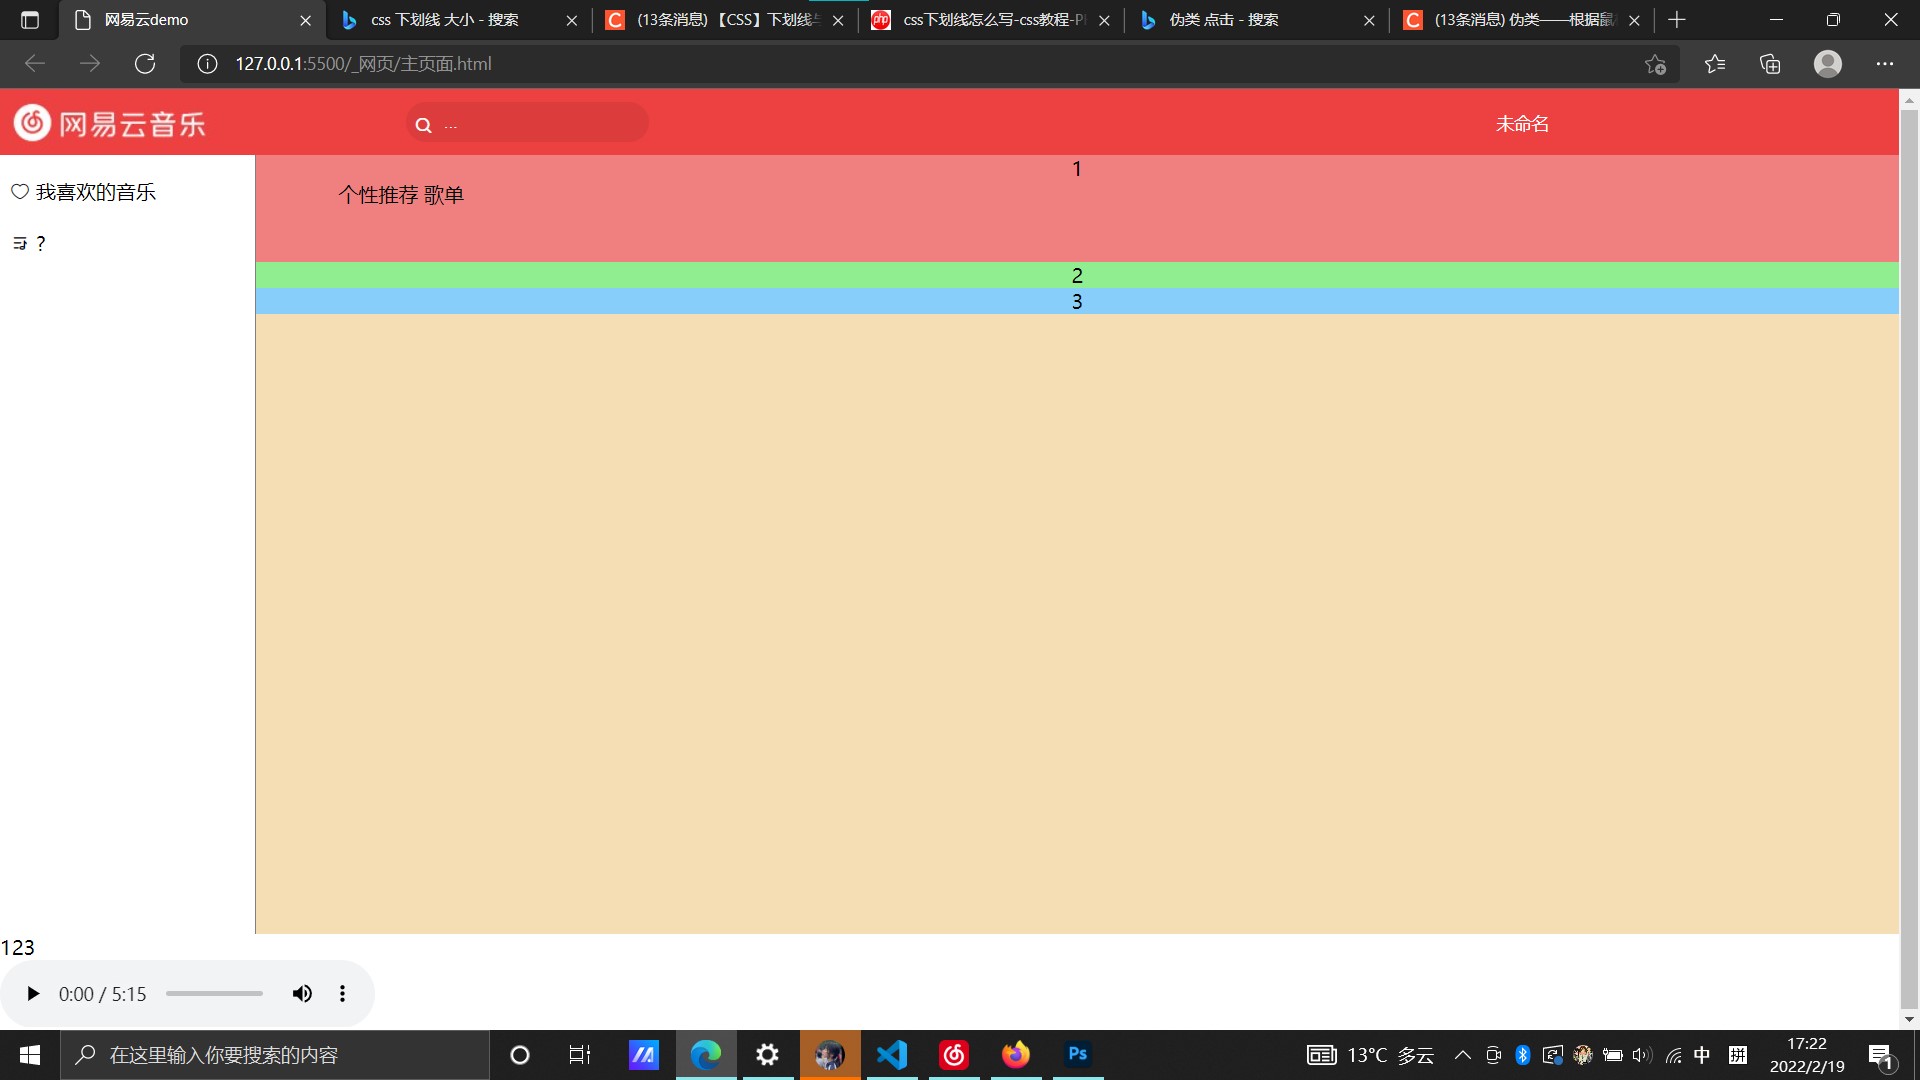 网易云demo
css 下划线 大小 - 搜索
(13条消息) 【CSS】下划线
css下划线怎么写-css教程-P
伪类 点击 - 搜索
(13条消息) 伪类——根据鼠
127.0.0.1:5500/_网页/主页面.html
网易云音乐
...
未命名
我喜欢的音乐
?
1
个性推荐 歌单
2
3
123
0:00 / 5:15
在这里输入你要搜索的内容
Ps
13°C 多云
中
拼
17:22
2022/2/19
1